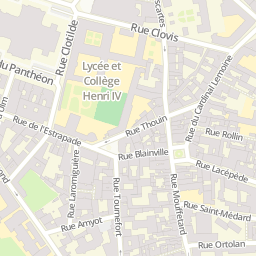 Rue Clovis
Rue Clotilde
Descartes
Lycée et
Collège
Henri IV
du Panthéon
Rue du Cardinal Lemoine
Rue Thouin
Rue Rollin
Rue de l'Estrapade
Rue Blainville
Rue Lacépède
Rue Laromiguière
Rue Tournefort
Rue Mouffetard
Rue Saint-Médard
Rue Amyot
Rue Ortolan